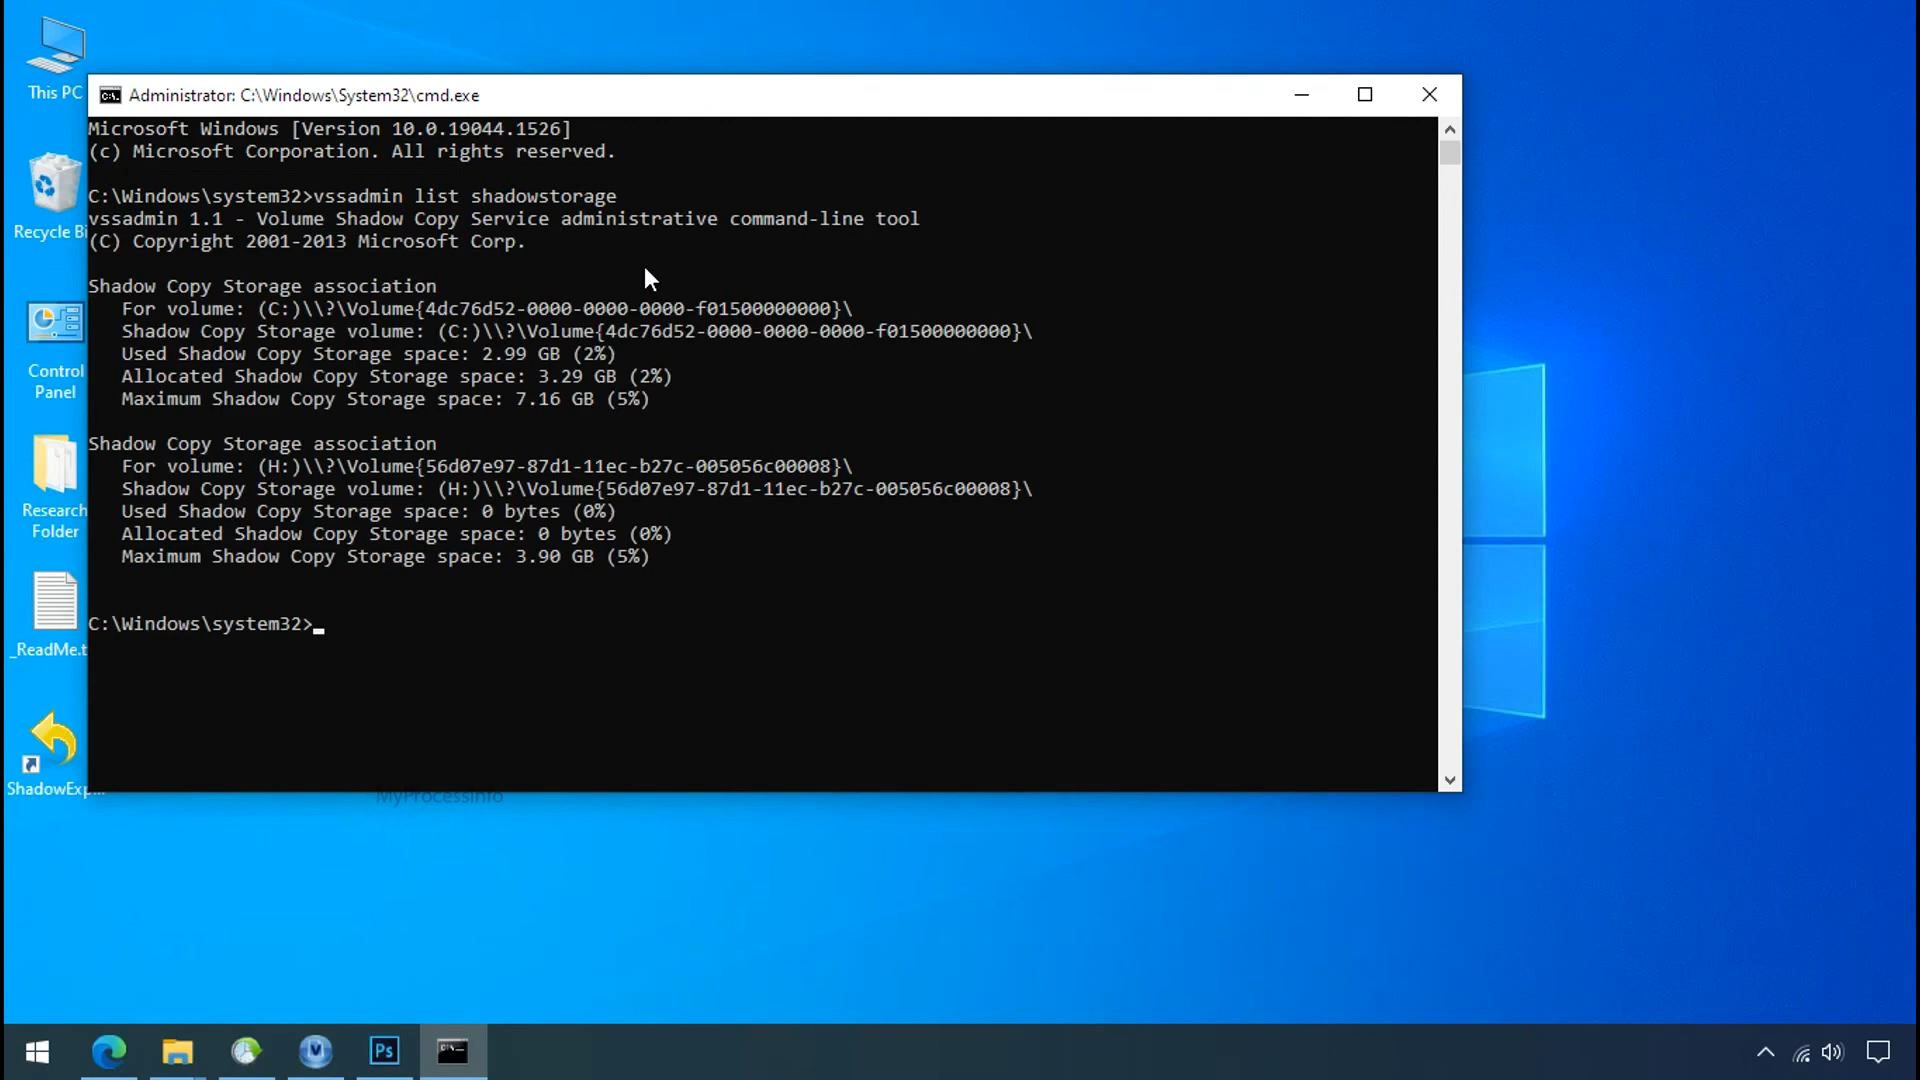 This PC
Recycle Bi
Control
Panel
Research
Folder
_ReadMe.t
ShadowExp...
Administrator: C:\Windows\System32\cmd.exe
Microsoft Windows [Version 10.0.19044.1526]
(c) Microsoft Corporation. All rights reserved.
C:\Windows\system32>vssadmin list shadowstorage
vssadmin 1.1 - Volume Shadow Copy Service administrative command-line tool
(C) Copyright 2001-2013 Microsoft Corp.
Shadow Copy Storage association
For volume: (C:)\\?\Volume{4dc76d52-0000-0000-0000-f01500000000}\
Shadow Copy Storage volume: (C:)\\?\Volume{4dc76d52-0000-0000-0000-f01500000000}\
Used Shadow Copy Storage space: 2.99 GB (2%)
Allocated Shadow Copy Storage space: 3.29 GB (2%)
Maximum Shadow Copy Storage space: 7.16 GB (5%)
Shadow Copy Storage association
For volume: (H:)\\?\Volume{56d07e97-87d1-11ec-b27c-005056c00008}\
Shadow Copy Storage volume: (H:)\\?\Volume{56d07e97-87d1-11ec-b27c-005056c00008}\
Used Shadow Copy Storage space: 0 bytes (0%)
Allocated Shadow Copy Storage space: 0 bytes (0%)
Maximum Shadow Copy Storage space: 3.90 GB (5%)
C:\Windows\system32>
MyProcessInfo
Ps